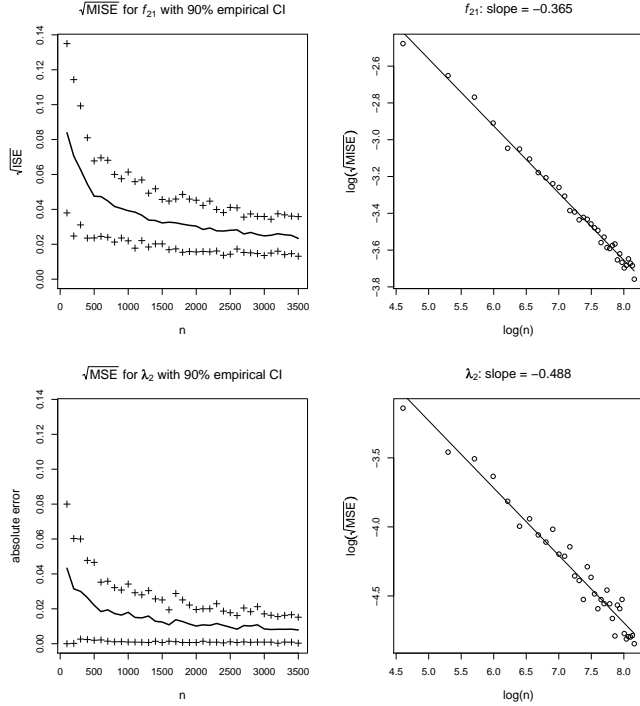 √MISE for f21 with 90% empirical CI
√ISE
0.00 0.02 0.04 0.06 0.08 0.10 0.12 0.14
0 500 1000 1500 2000 2500 3000 3500
n
f21: slope = −0.365
log(√MISE)
−3.8 −3.6 −3.4 −3.2 −3.0 −2.8 −2.6
4.5 5.0 5.5 6.0 6.5 7.0 7.5 8.0
log(n)
√MSE for λ2 with 90% empirical CI
absolute error
0.00 0.02 0.04 0.06 0.08 0.10 0.12 0.14
0 500 1000 1500 2000 2500 3000 3500
n
λ2: slope = −0.488
log(√MSE)
−4.5 −4.0 −3.5
4.5 5.0 5.5 6.0 6.5 7.0 7.5 8.0
log(n)